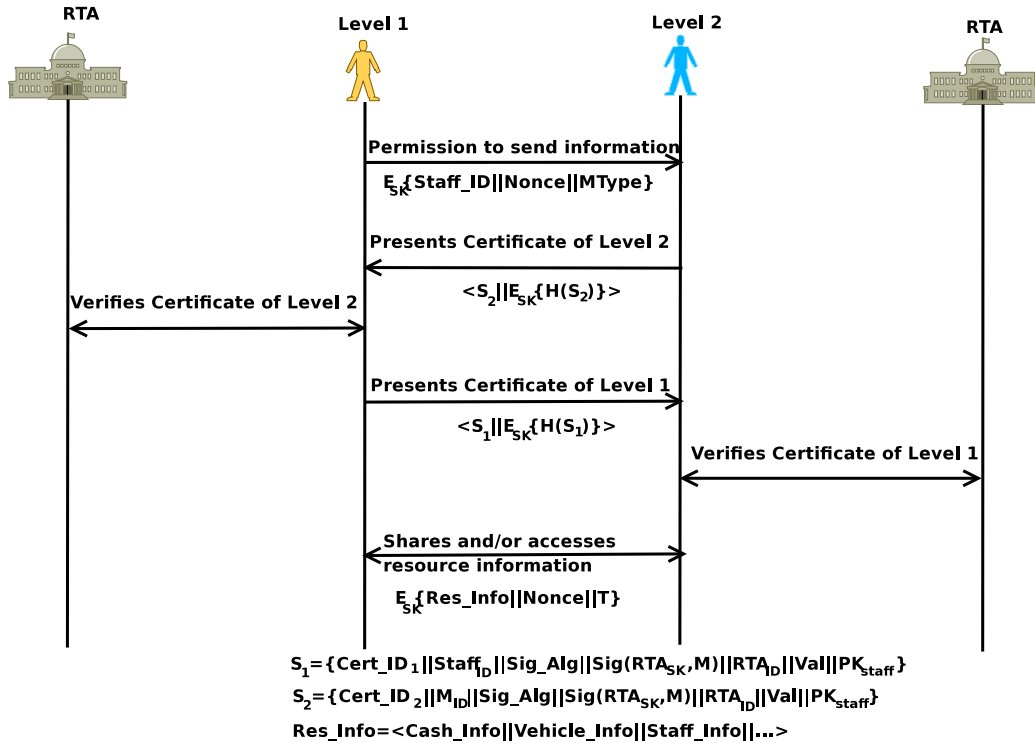 RTA
Level 1
Level 2
RTA
Permission to send information
E_SK{Staff_ID||Nonce||MType}
Presents Certificate of Level 2
<S_2||E_SK{H(S_2)}>
Verifies Certificate of Level 2
Presents Certificate of Level 1
<S_1||E_SK{H(S_1)}>
Verifies Certificate of Level 1
Shares and/or accesses
resource information
E_SK{Res_Info||Nonce||T}
S_1={Cert_ID_1||Staff_ID||Sig_Alg||Sig(RTA_SK,M)||RTA_ID||Val||PK_staff}
S_2={Cert_ID_2||M_ID||Sig_Alg||Sig(RTA_SK,M)||RTA_ID||Val||PK_staff}
Res_Info=<Cash_Info||Vehicle_Info||Staff_Info||...>